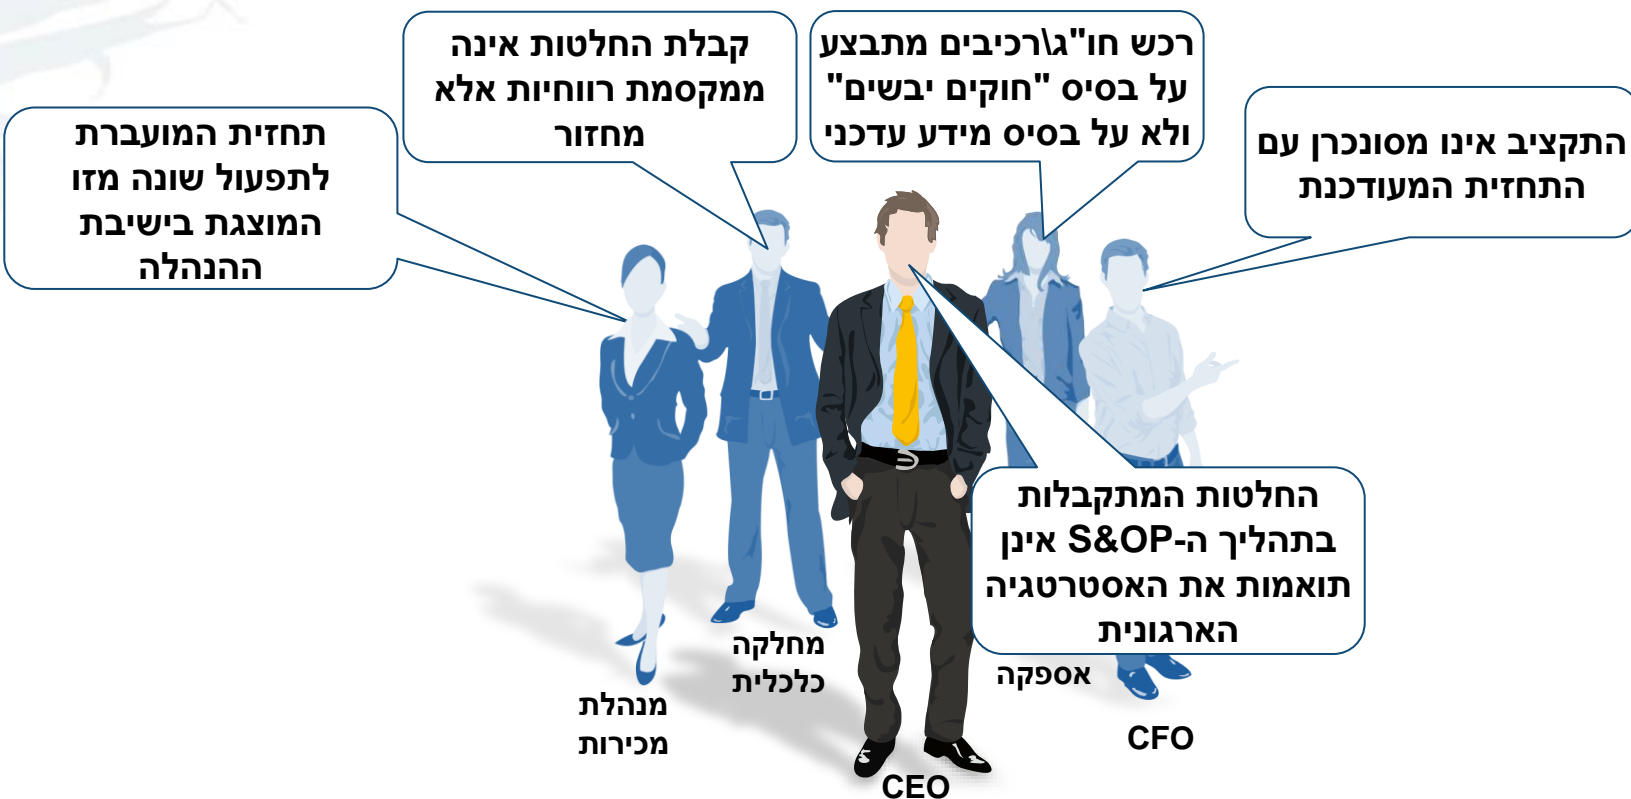 רכש חו"ג\רכיבים מתבצע
על בסיס "חוקים יבשים"
ולא על בסיס מידע עדכני
קבלת החלטות אינה
ממקסמת רווחיות אלא
מחזור
התקציב אינו מסונכרן עם
התחזית המעודכנת
תחזית המועברת
לתפעול שונה מזו
המוצגת בישיבת
ההנהלה
החלטות המתקבלות
בתהליך ה-S&OP אינן
תואמות את האסטרטגיה
הארגונית
אספקה
מחלקה
כלכלית
מנהלת
מכירות
CFO
CEO